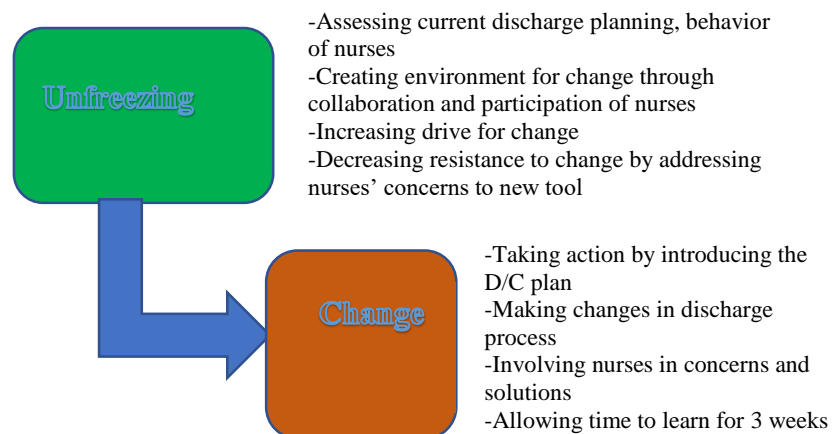 Unfreezing
-Assessing current discharge planning, behavior
of nurses
-Creating environment for change through
collaboration and participation of nurses
-Increasing drive for change
-Decreasing resistance to change by addressing
nurses’ concerns to new tool
Change
-Taking action by introducing the
D/C plan
-Making changes in discharge
process
-Involving nurses in concerns and
solutions
-Allowing time to learn for 3 weeks